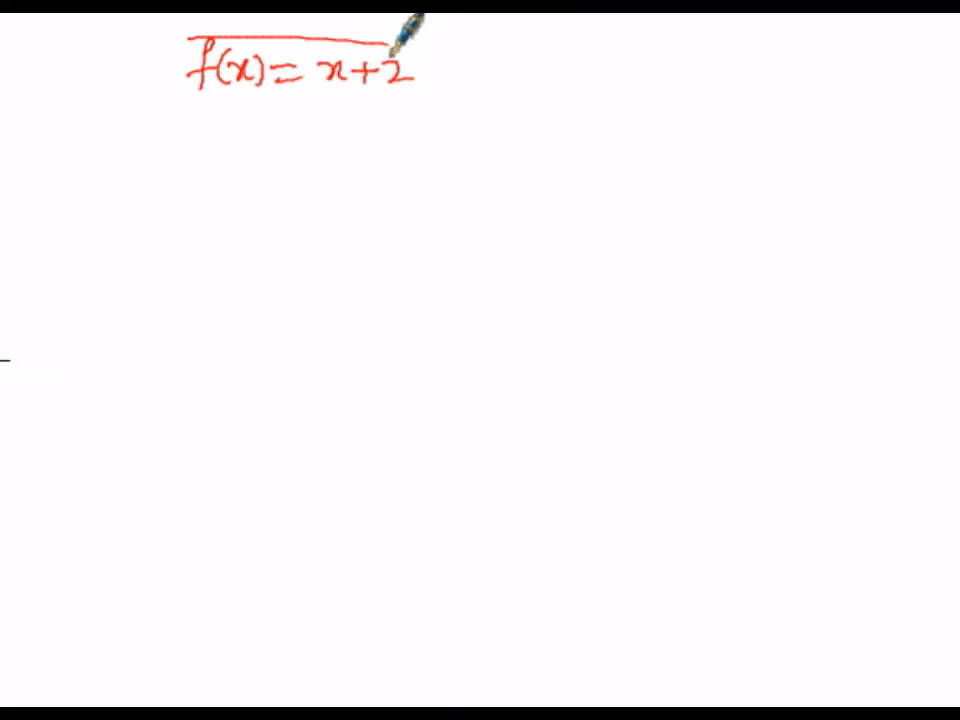 f(x) = x+2